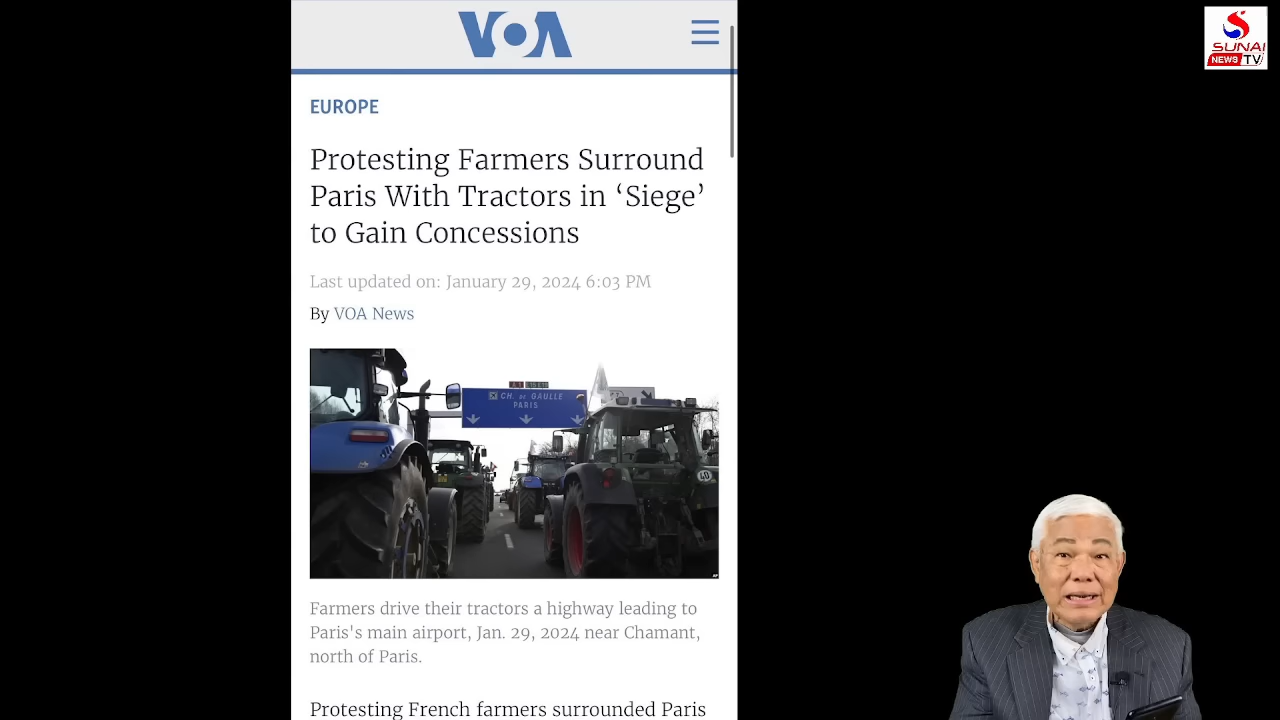 VOA
SUNAI
NEWS TV
EUROPE
Protesting Farmers Surround
Paris With Tractors in ‘Siege’
to Gain Concessions
Last updated on: January 29, 2024 6:03 PM
By VOA News
CH. DE GAULLE
PARIS
40
Farmers drive their tractors a highway leading to
Paris's main airport, Jan. 29, 2024 near Chamant,
north of Paris.
Protesting French farmers surrounded Paris